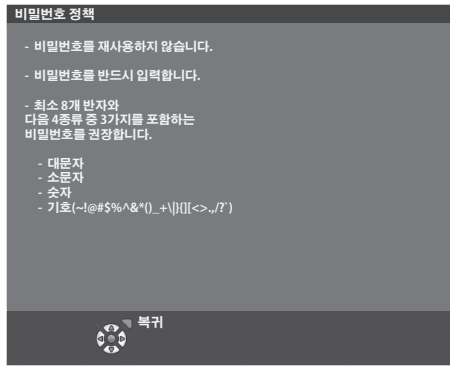 비밀번호 정책
- 비밀번호를 재사용하지 않습니다.
- 비밀번호를 반드시 입력합니다.
- 최소 8개 반자와
다음 4종류 중 3가지를 포함하는
비밀번호를 권장합니다.
- 대문자
- 소문자
- 숫자
- 기호(~!@#$%^&*()_+\|}{][<>.,/?`)
복귀